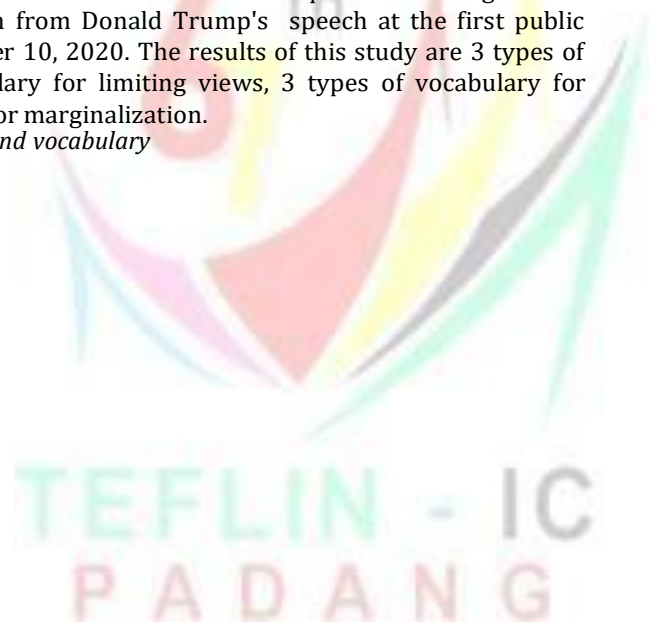 n from Donald Trump's speech at the first public
er 10, 2020. The results of this study are 3 types of
lary for limiting views, 3 types of vocabulary for
or marginalization.
nd vocabulary
TH
TEFLIN - IC
PADANG